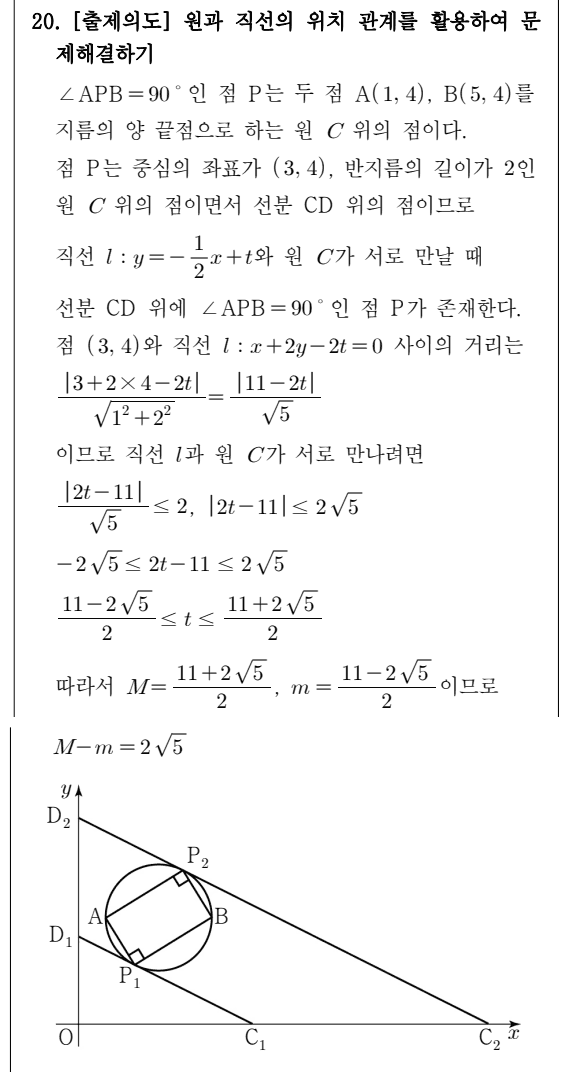 20. [출제의도] 원과 직선의 위치 관계를 활용하여 문
제해결하기
∠APB=90°인 점 P는 두 점 A(1, 4), B(5, 4)를
지름의 양 끝점으로 하는 원 C 위의 점이다.
점 P는 중심의 좌표가 (3, 4), 반지름의 길이가 2인
원 C 위의 점이면서 선분 CD 위의 점이므로
직선 l : y=-1/2x+t와 원 C가 서로 만날 때
선분 CD 위에 ∠APB=90°인 점 P가 존재한다.
점 (3, 4)와 직선 l : x+2y-2t=0 사이의 거리는
|3+2×4-2t|/√(1²+2²) = |11-2t|/√5
이므로 직선 l과 원 C가 서로 만나려면
|2t-11|/√5 ≤ 2, |2t-11| ≤ 2√5
-2√5 ≤ 2t-11 ≤ 2√5
(11-2√5)/2 ≤ t ≤ (11+2√5)/2
따라서 M=(11+2√5)/2, m=(11-2√5)/2이므로
M-m=2√5
y
D₂
P₂
A
B
D₁
P₁
O
C₁
C₂
x